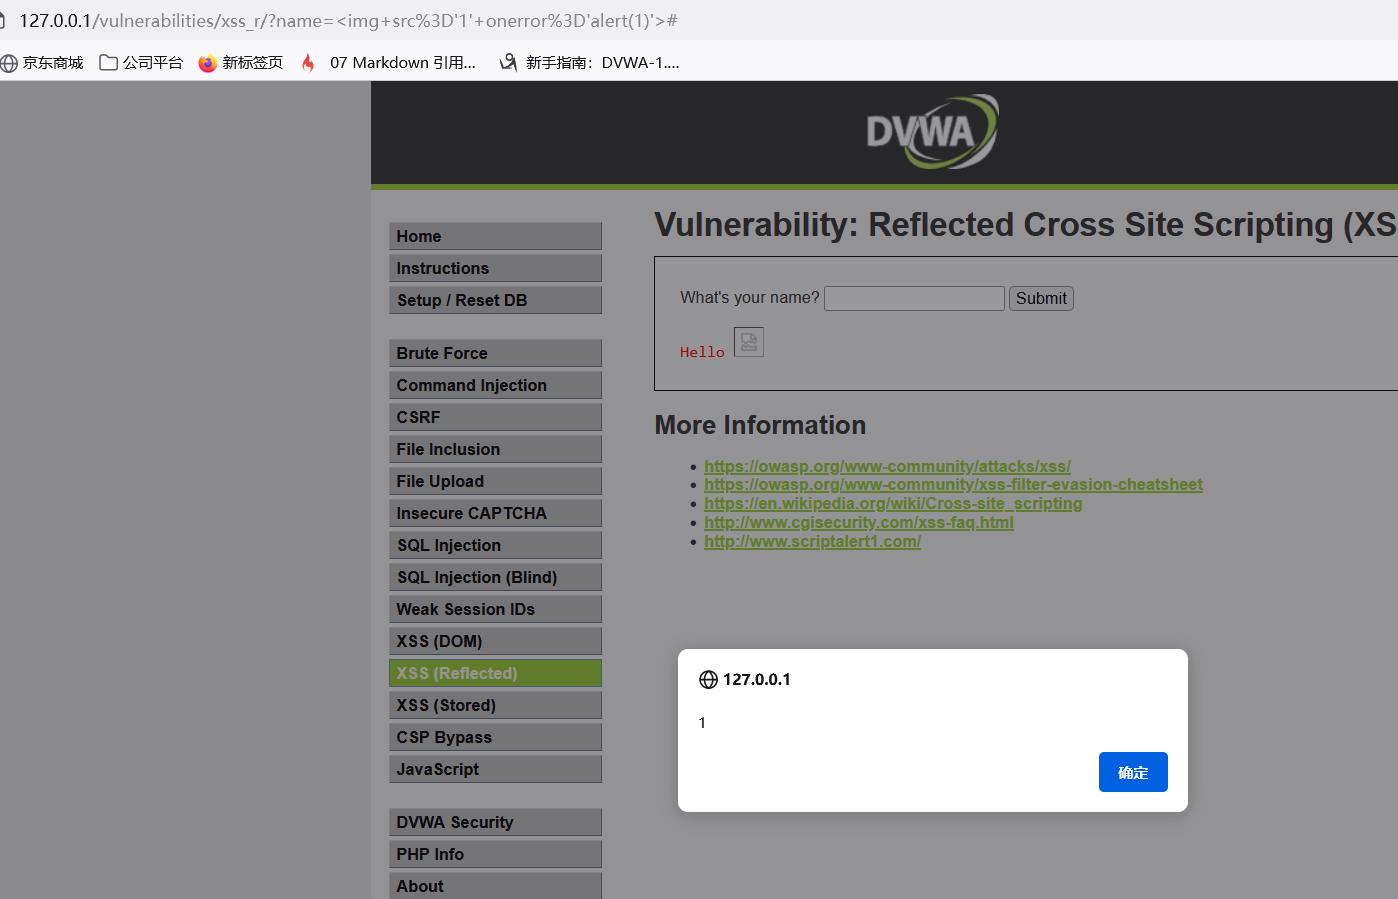 127.0.0.1/vulnerabilities/xss_r/?name=<img+src%3D'1'+onerror%3D'alert(1)'>#
京东商城 公司平台 新标签页 07 Markdown 引用... 新手指南：DVWA-1....
DVWA
Home
Instructions
Setup / Reset DB
Brute Force
Command Injection
CSRF
File Inclusion
File Upload
Insecure CAPTCHA
SQL Injection
SQL Injection (Blind)
Weak Session IDs
XSS (DOM)
XSS (Reflected)
XSS (Stored)
CSP Bypass
JavaScript
DVWA Security
PHP Info
About
Vulnerability: Reflected Cross Site Scripting (XS
What's your name? Submit
Hello
More Information
https://owasp.org/www-community/attacks/xss/
https://owasp.org/www-community/xss-filter-evasion-cheatsheet
https://en.wikipedia.org/wiki/Cross-site_scripting
http://www.cgisecurity.com/xss-faq.html
http://www.scriptalert1.com/
127.0.0.1
1
确定